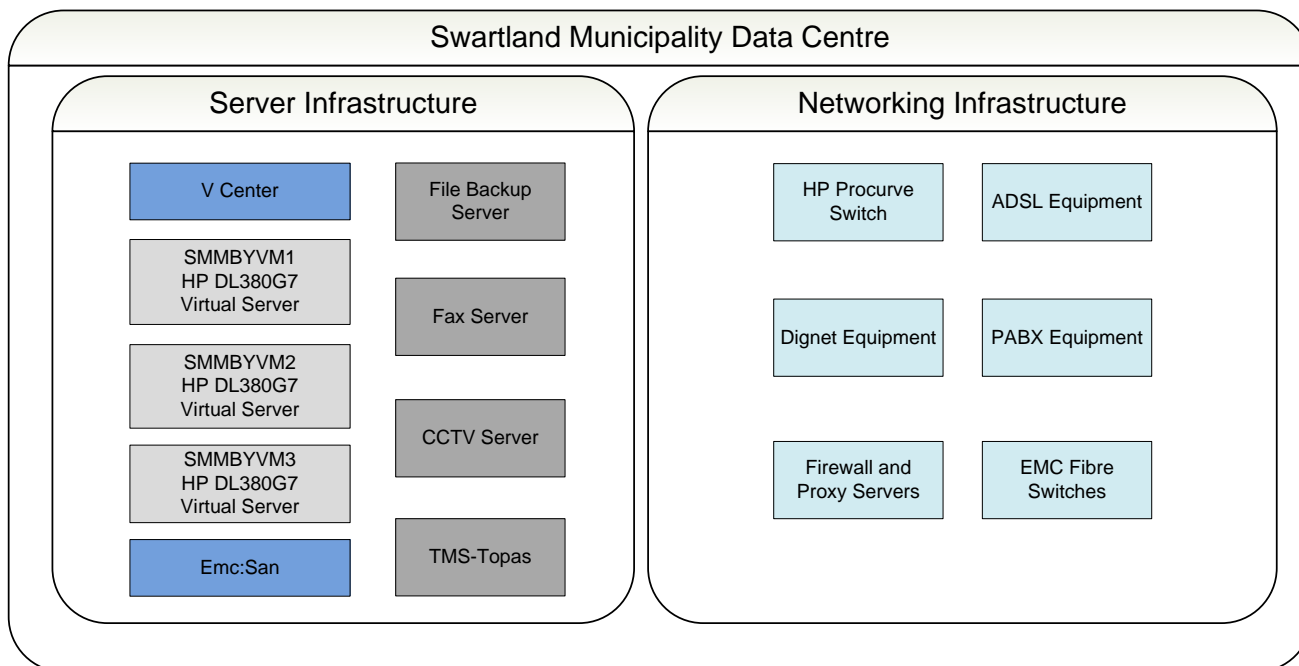 Swartland Municipality Data Centre
Server Infrastructure
V Center
SMMBYVM1
HP DL380G7
Virtual Server
SMMBYVM2
HP DL380G7
Virtual Server
SMMBYVM3
HP DL380G7
Virtual Server
Emc:San
File Backup
Server
Fax Server
CCTV Server
TMS-Topas
Networking Infrastructure
HP Procurve
Switch
ADSL Equipment
Dignet Equipment
PABX Equipment
Firewall and
Proxy Servers
EMC Fibre
Switches